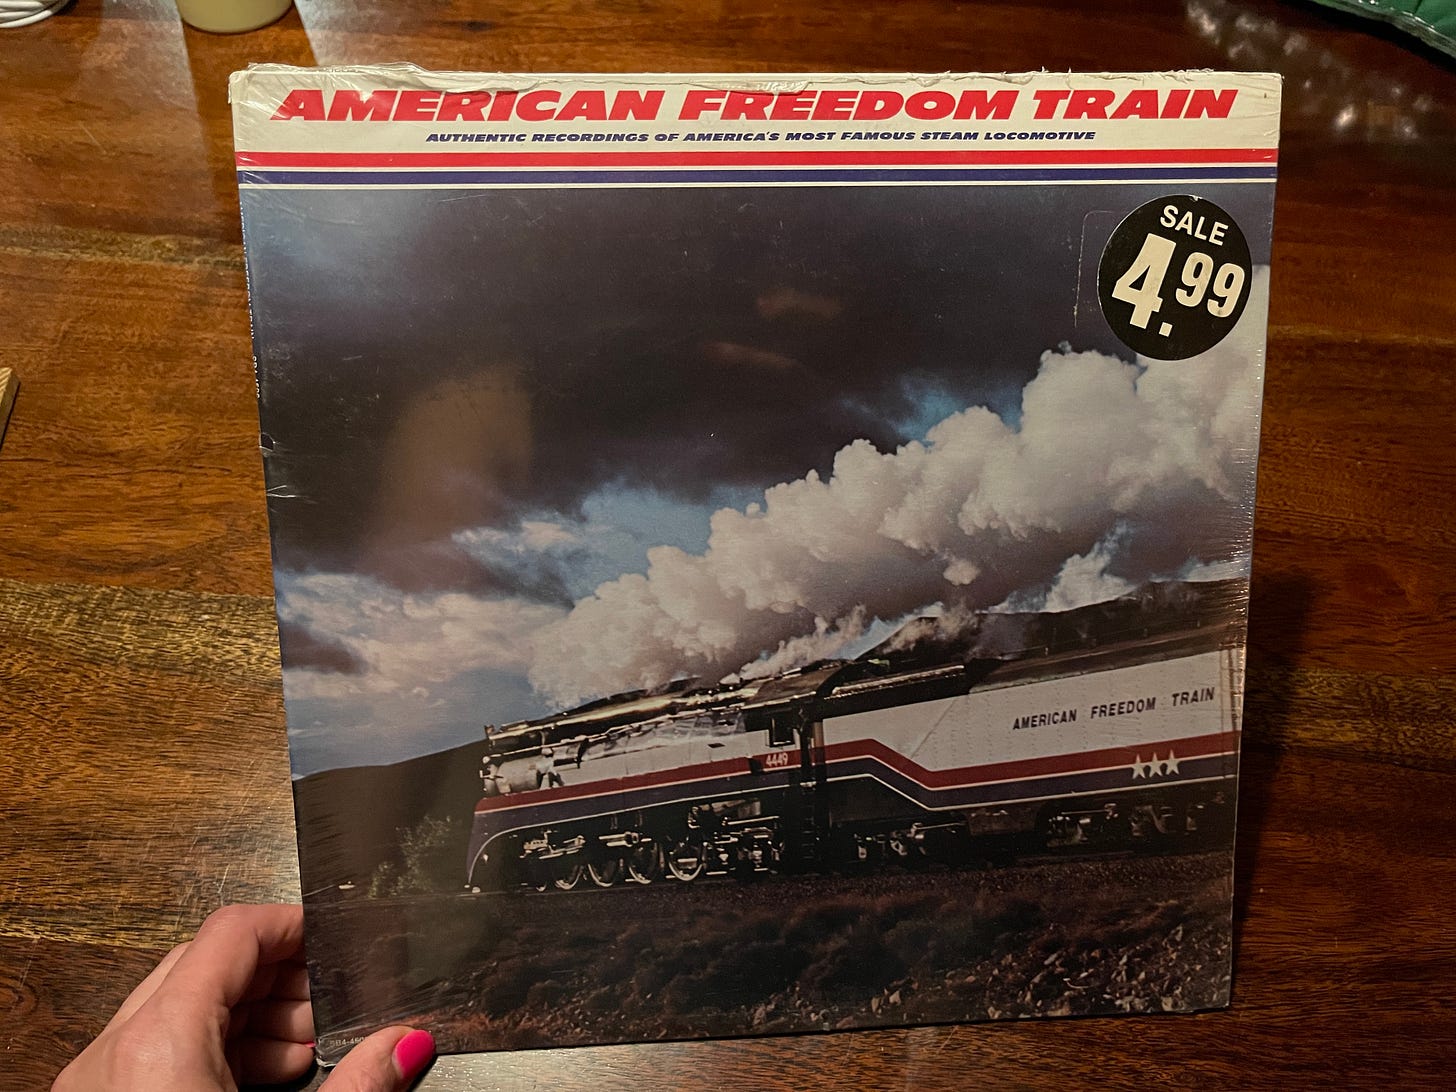 AMERICAN FREEDOM TRAIN
AUTHENTIC RECORDINGS OF AMERICA'S MOST FAMOUS STEAM LOCOMOTIVE
SALE
4.99
AMERICAN FREEDOM TRAIN
4449